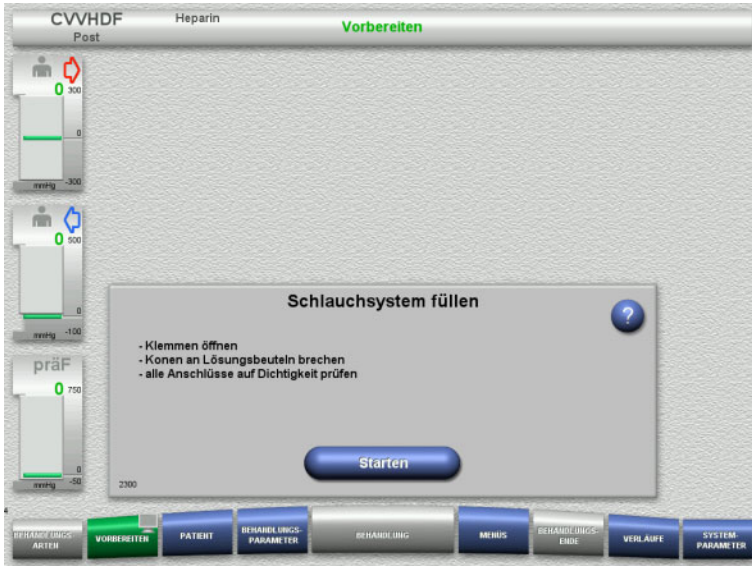 CVVHDF Heparin
Post
Vorbereiten
0 300
0
mmHg -300
0 500
0
mmHg -100
präF
0 750
0
mmHg -50
Schlauchsystem füllen
?
- Klemmen öffnen
- Konen an Lösungsbeuteln brechen
- alle Anschlüsse auf Dichtigkeit prüfen
Starten
2300
4
BEHANDLUNGS-
ARTEN
VORBEREITEN
PATIENT
BEHANDLUNGS-
PARAMETER
BEHANDLUNG
MENÜS
BEHANDLUNGS-
ENDE
VERLÄUFE
SYSTEM-
PARAMETER